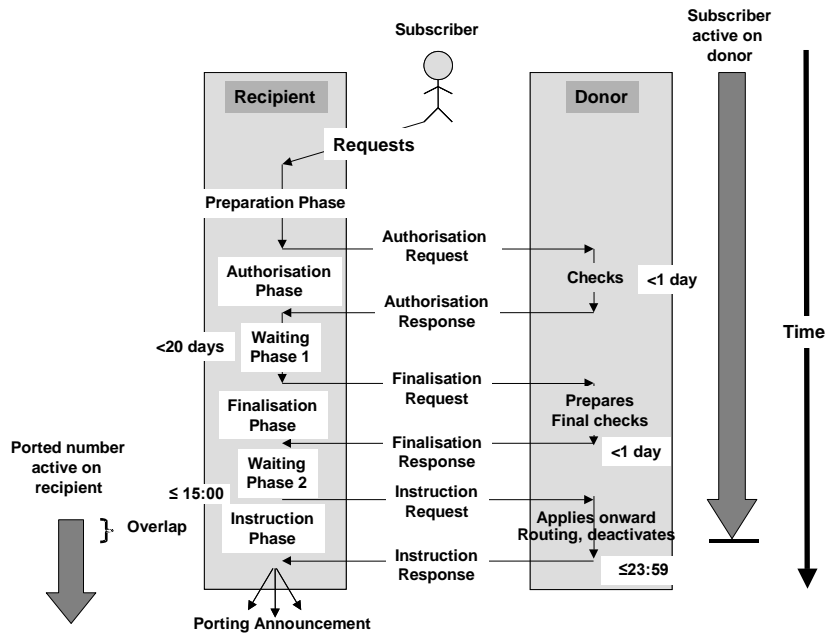 Subscriber
Subscriber
active on
donor
Recipient
Donor
Requests
Preparation Phase
Authorisation
Request
Authorisation
Phase
Checks
<1 day
Authorisation
Response
Time
<20 days
Waiting
Phase 1
Finalisation
Request
Finalisation
Phase
Prepares
Final checks
Finalisation
Response
<1 day
Ported number
active on
recipient
Waiting
Phase 2
≤ 15:00
Instruction
Request
Overlap
Instruction
Phase
Applies onward
Routing, deactivates
Instruction
Response
≤23:59
Porting Announcement